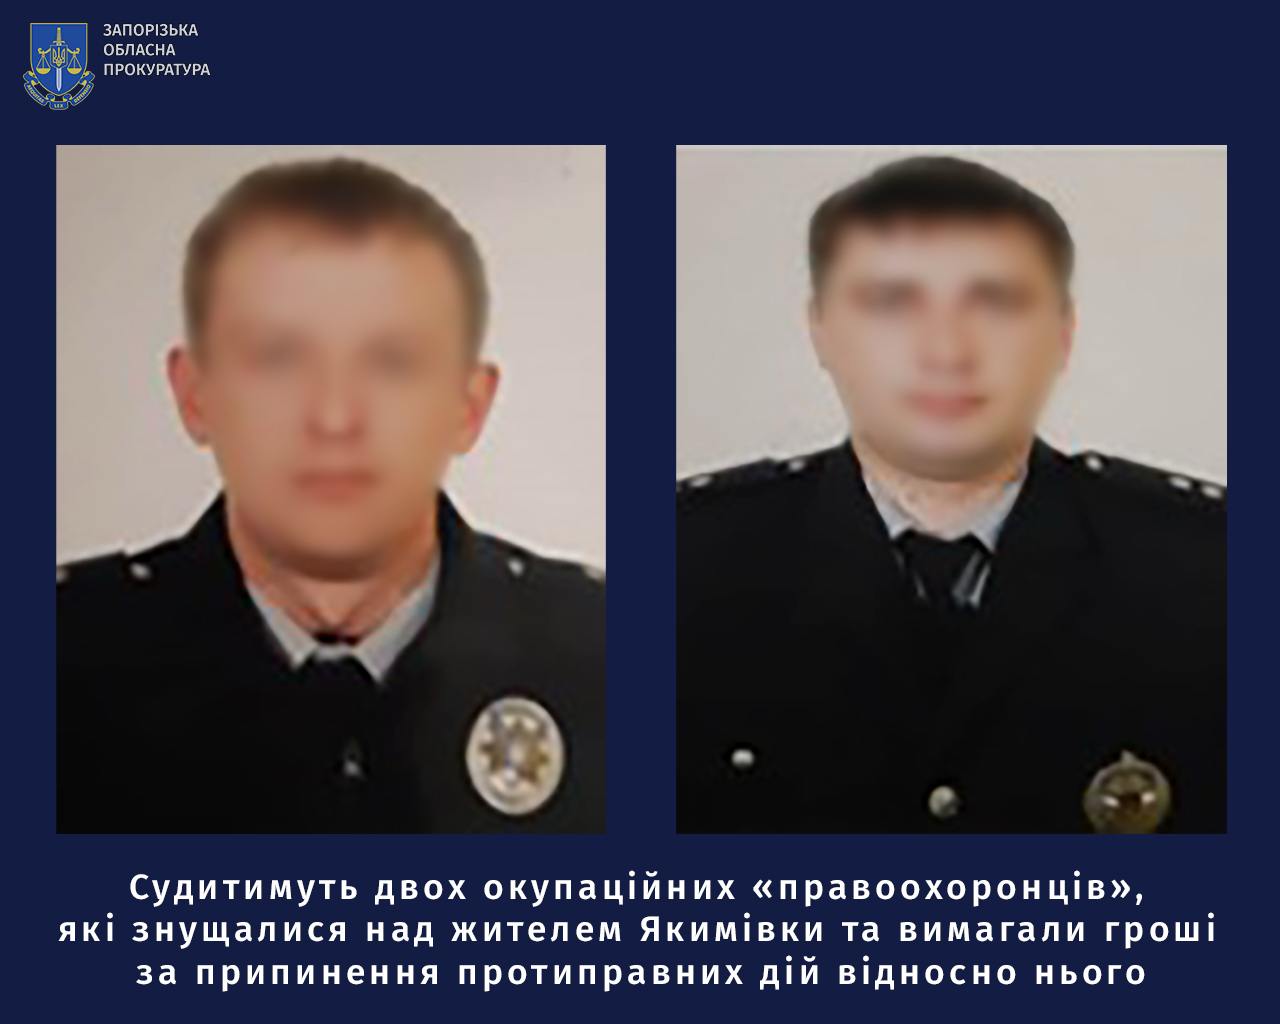 ЗАПОРІЗЬКА
ОБЛАСНА
ПРОКУРАТУРА
Судитимуть двох окупаційних «правоохоронців»,
які знущалися над жителем Якимівки та вимагали гроші
за припинення протиправних дій відносно нього